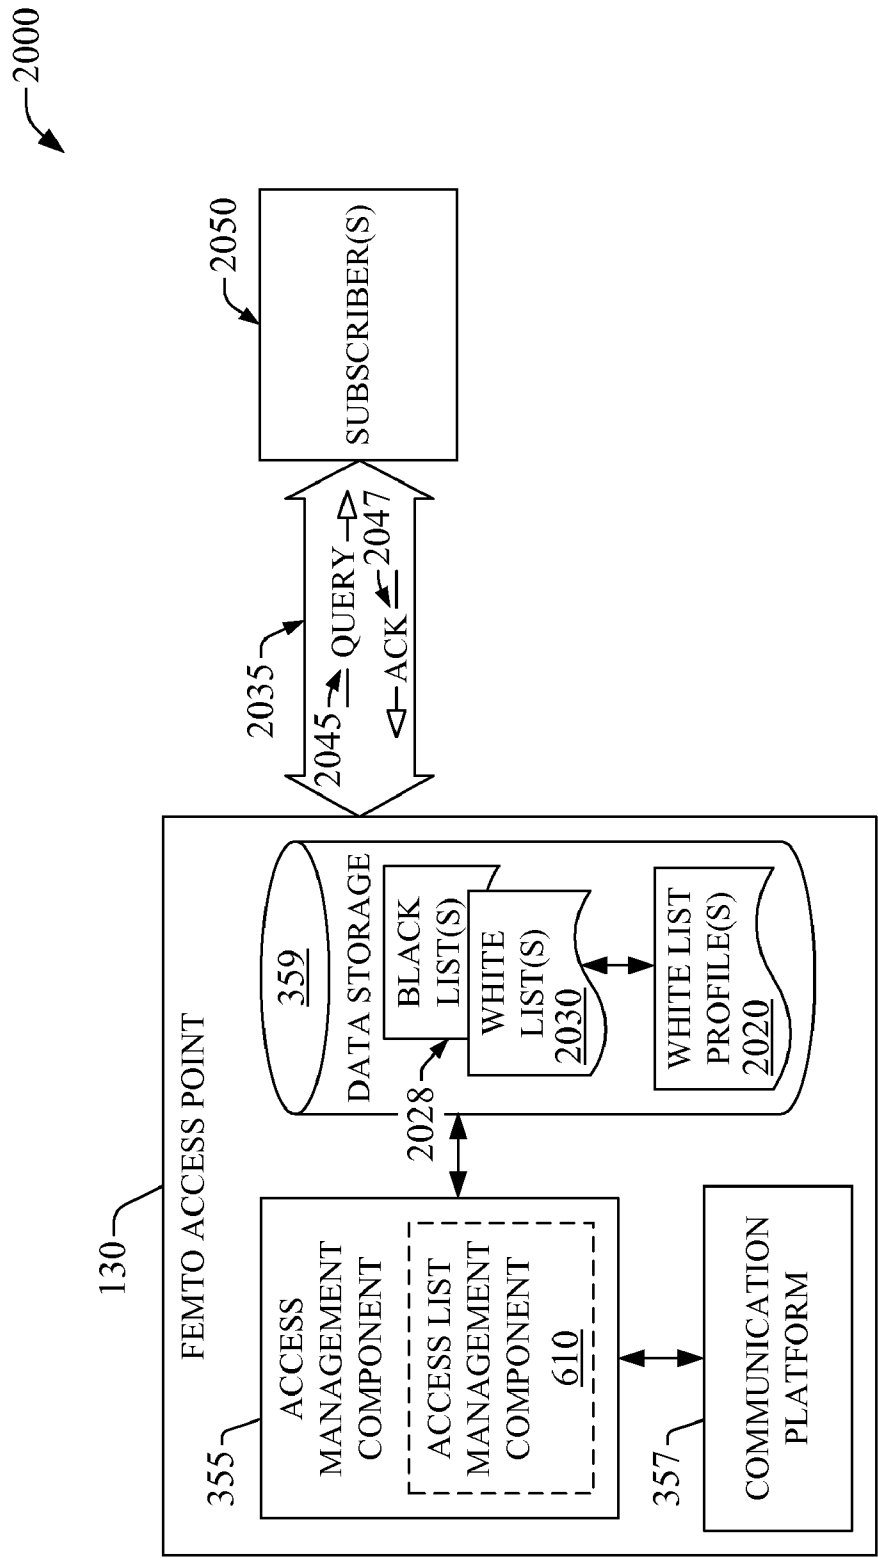 2000
130
FEMTO ACCESS POINT
355
ACCESS
MANAGEMENT
COMPONENT
ACCESS LIST
MANAGEMENT
COMPONENT
610
357
COMMUNICATION
PLATFORM
359
DATA STORAGE
2028
BLACK
LIST(S)
WHITE
LIST(S)
2030
WHITE LIST
PROFILE(S)
2020
2035
2045 QUERY
ACK 2047
2050
SUBSCRIBER(S)